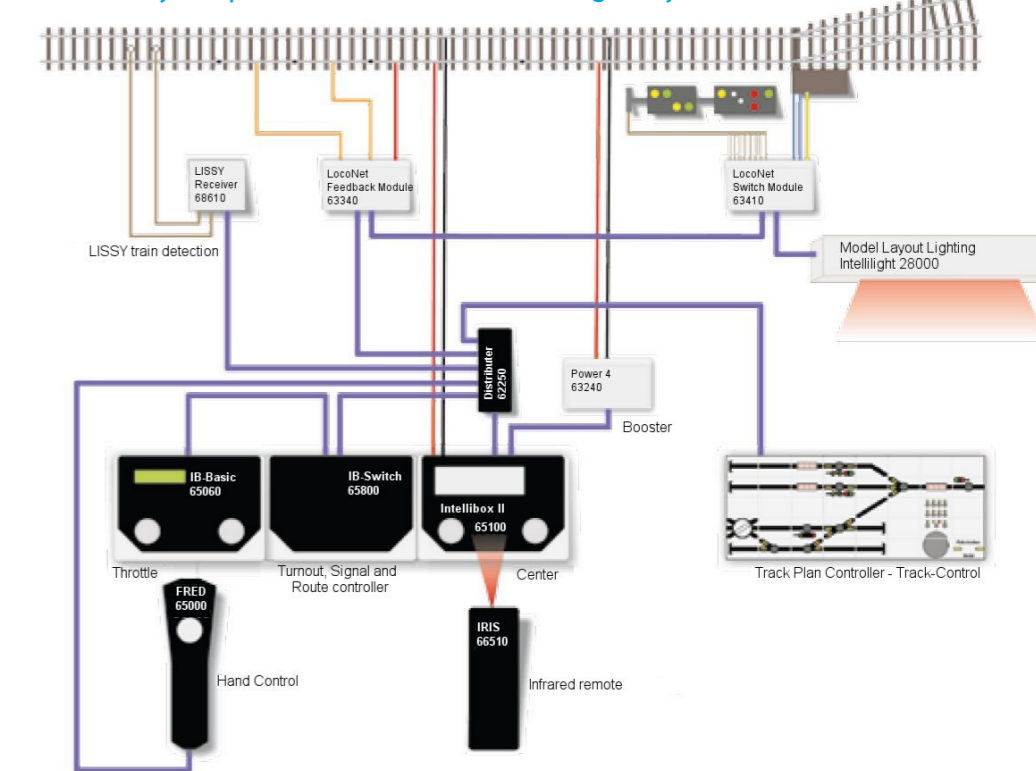 LISSY
Receiver
68610
LocoNet
Feedback Module
63340
LocoNet
Switch Module
63410
LISSY train detection
Model Layout Lighting
Intellilight 28000
Distributer
62250
Power 4
63240
Booster
IB-Basic
65060
IB-Switch
65800
Intellibox II
65100
Throttle
Turnout, Signal and
Route controller
Center
Track Plan Controller - Track-Control
FRED
65000
Hand Control
IRIS
66510
Infrared remote